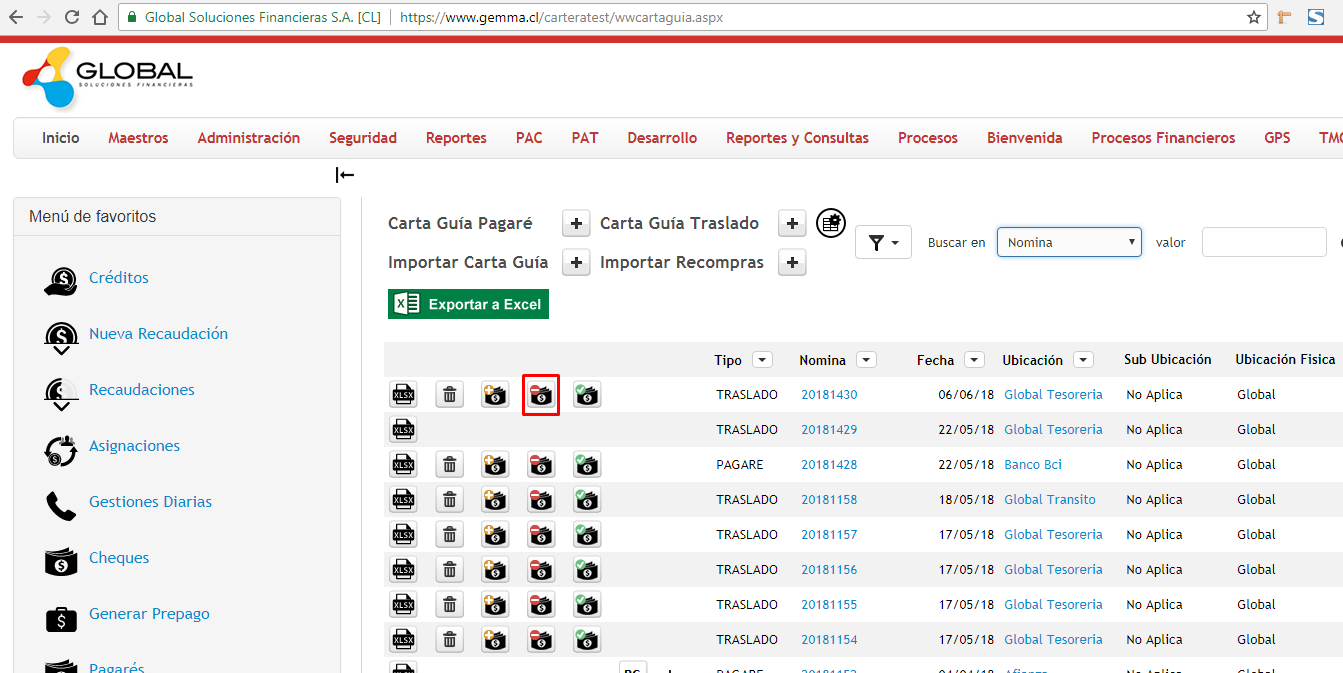 Global Soluciones Financieras S.A. [CL] https://www.gemma.cl/carteratest/wwcartaguia.aspx
GLOBAL
SOLUCIONES FINANCIERAS
Inicio Maestros Administración Seguridad Reportes PAC PAT Desarrollo Reportes y Consultas Procesos Bienvenida Procesos Financieros GPS
Menú de favoritos
Créditos
Nueva Recaudación
Recaudaciones
Asignaciones
Gestiones Diarias
Cheques
Generar Prepago
Pagarés
Carta Guía Pagaré + Carta Guía Traslado + Buscar en Nomina valor
Importar Carta Guía + Importar Recompras +
Exportar a Excel
Tipo Nomina Fecha Ubicación Sub Ubicación Ubicación Fisica
XLSX TRASLADO 20181430 06/06/18 Global Tesoreria No Aplica Global
XLSX TRASLADO 20181429 22/05/18 Global Tesoreria No Aplica Global
XLSX PAGARE 20181428 22/05/18 Banco Bci No Aplica Global
XLSX TRASLADO 20181158 18/05/18 Global Transito No Aplica Global
XLSX TRASLADO 20181157 17/05/18 Global Tesoreria No Aplica Global
XLSX TRASLADO 20181156 17/05/18 Global Tesoreria No Aplica Global
XLSX TRASLADO 20181155 17/05/18 Global Tesoreria No Aplica Global
XLSX TRASLADO 20181154 17/05/18 Global Tesoreria No Aplica Global